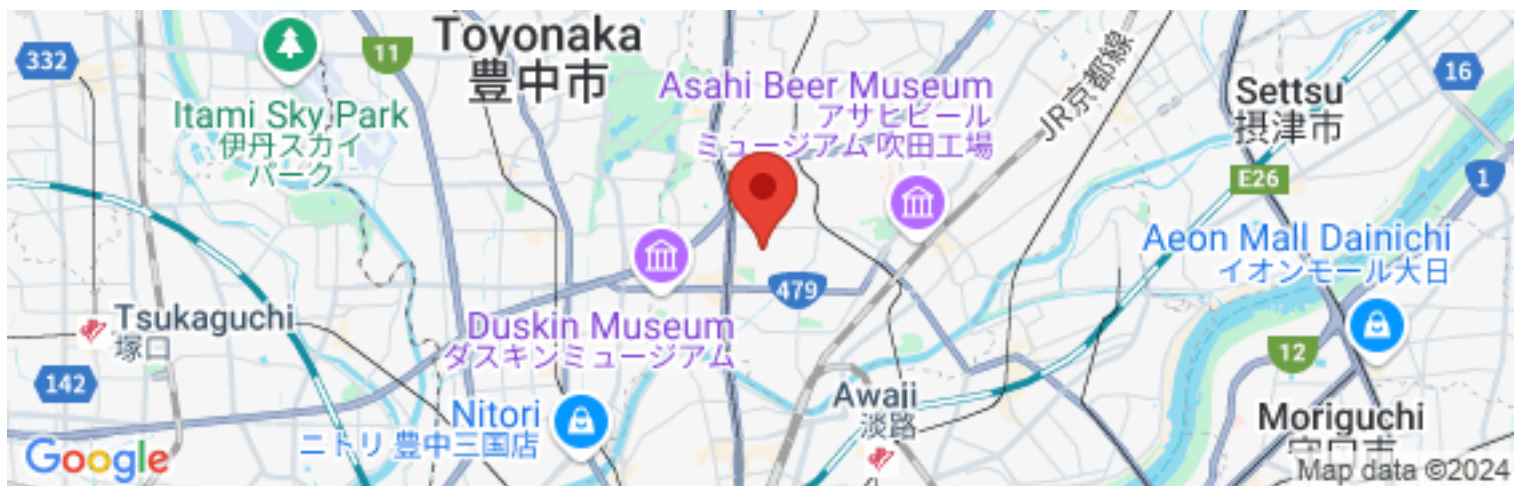 332
11
Toyonaka
豊中市
Itami Sky Park
伊丹スカイ
パーク
Asahi Beer Museum
アサヒビール
ミュージアム 吹田工場
JR京都線
Settsu
摂津市
16
E26
1
Aeon Mall Dainichi
イオンモール大日
479
Tsukaguchi
塚口
Duskin Museum
ダスキンミュージアム
142
12
Nitori
ニトリ 豊中三国店
Awaji
淡路
Moriguchi
守口市
Google
Map data ©2024